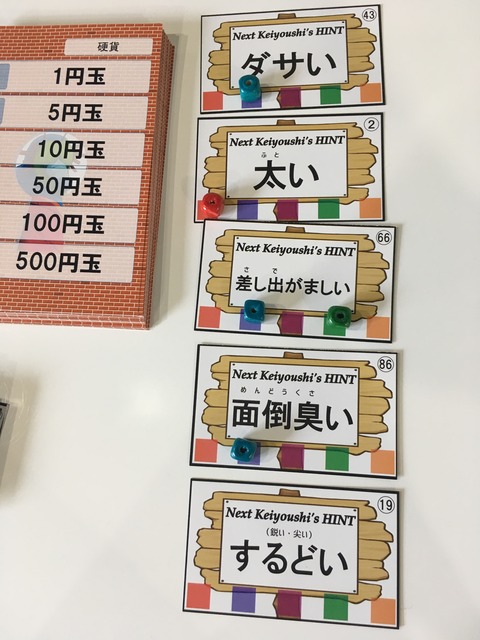 硬貨
1円玉
5円玉
10円玉
50円玉
100円玉
500円玉
43
Next Keiyoushi's HINT
ダサい
2
Next Keiyoushi's HINT
ふと
太い
66
Next Keiyoushi's HINT
さ で
差し出がましい
86
Next Keiyoushi's HINT
めんどうくさ
面倒臭い
19
Next Keiyoushi's HINT
(鋭い・尖い)
するどい